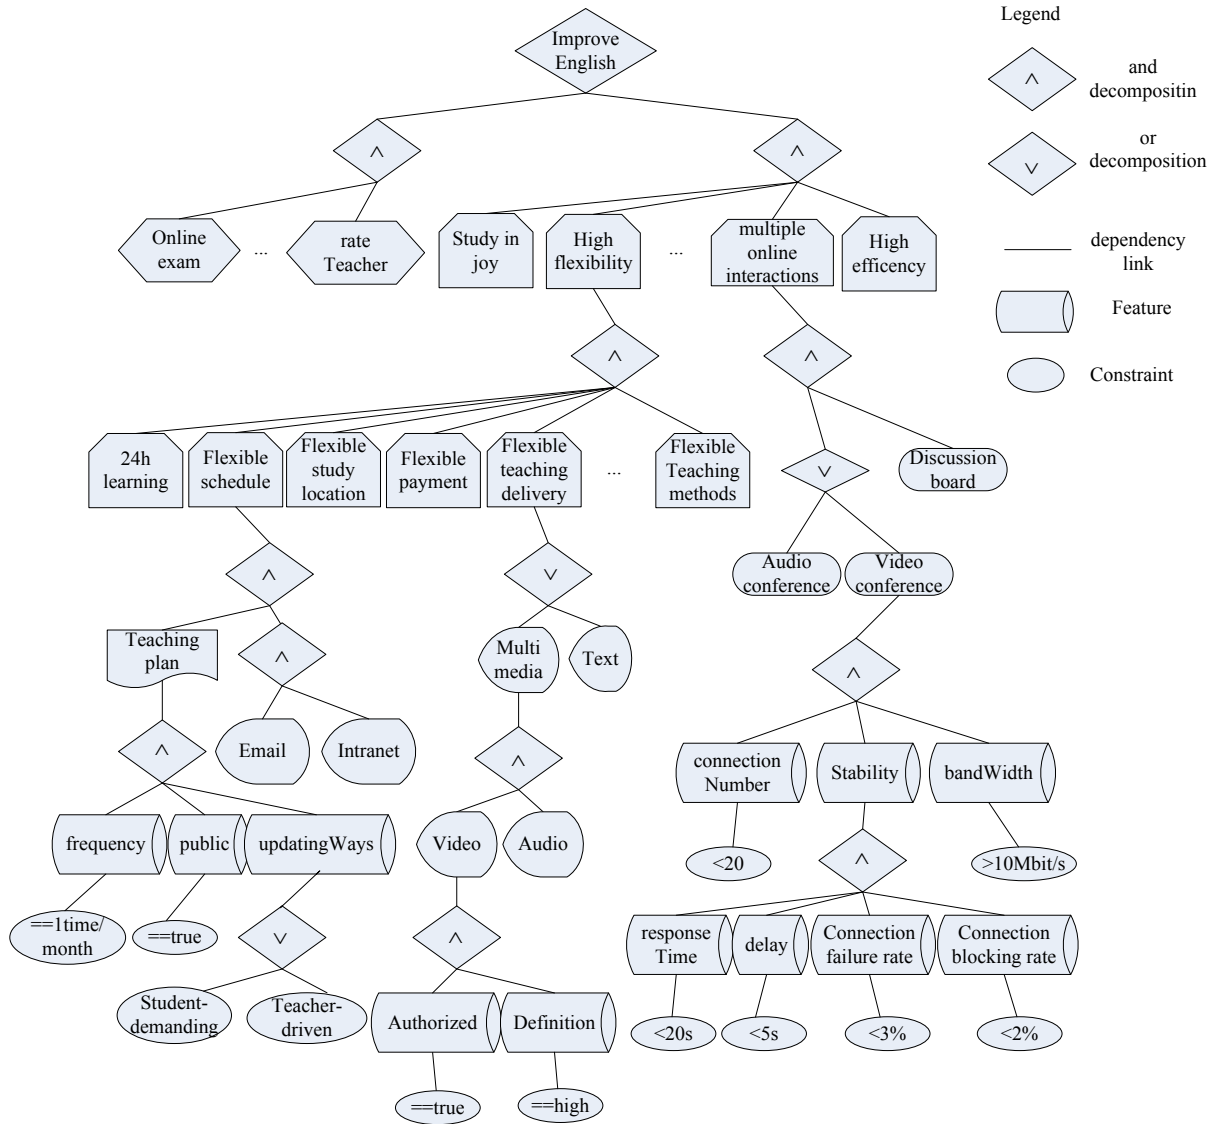 Legend
Improve
English
∧
and
decompositin
∨
or
decomposition
dependency
link
Feature
Constraint
∧
∧
Online
exam
...
rate
Teacher
Study in
joy
High
flexibility
...
multiple
online
interactions
High
efficency
∧
∧
24h
learning
Flexible
schedule
Flexible
study
location
Flexible
payment
Flexible
teaching
delivery
...
Flexible
Teaching
methods
∨
Discussion
board
∧
∨
Audio
conference
Video
conference
Teaching
plan
∧
Multi
media
Text
∧
∧
Email
Intranet
∧
connection
Number
Stability
bandWidth
frequency
public
updatingWays
Video
Audio
<20
∧
>10Mbit/s
==1time/
month
==true
∨
∧
response
Time
delay
Connection
failure rate
Connection
blocking rate
Student-
demanding
Teacher-
driven
Authorized
Definition
<20s
<5s
<3%
<2%
==true
==high